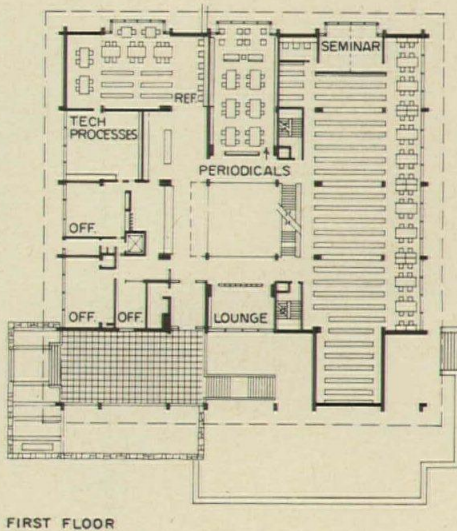 SEMINAR
REF.
TECH
PROCESSES
PERIODICALS
OFF.
OFF.
OFF.
LOUNGE
FIRST FLOOR